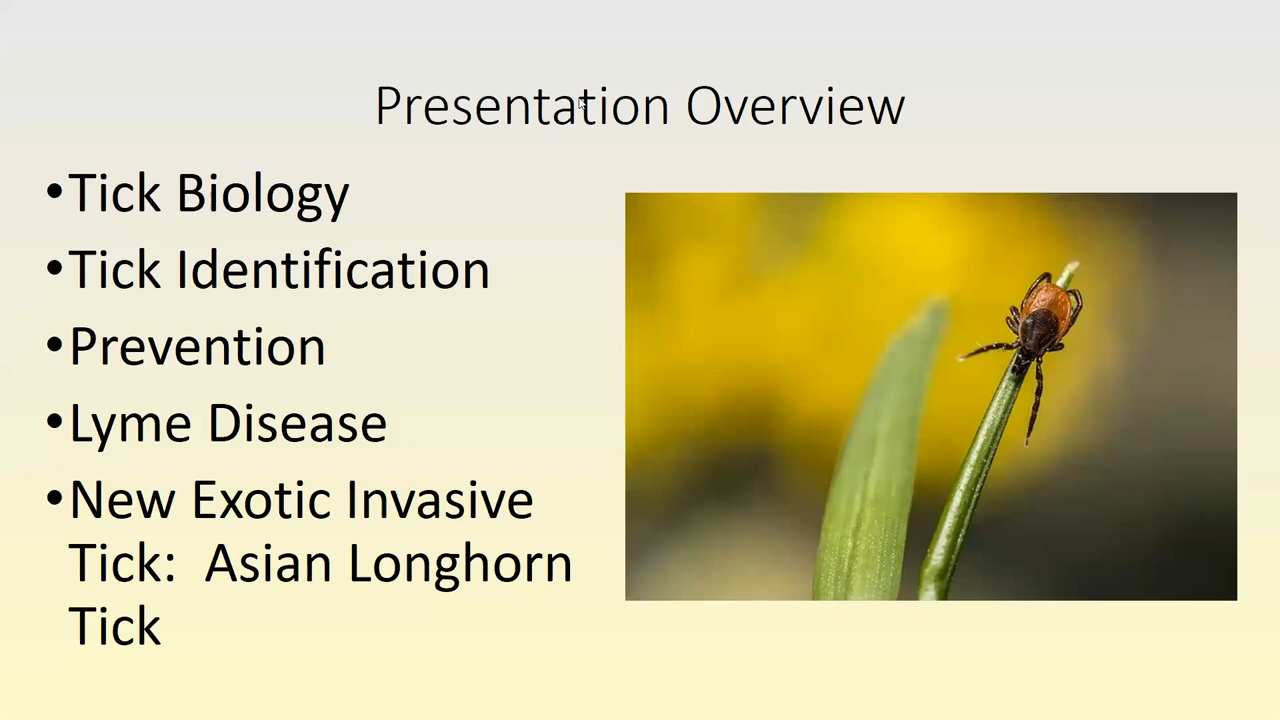 Presentation Overview
•Tick Biology
•Tick Identification
•Prevention
•Lyme Disease
•New Exotic Invasive
Tick:  Asian Longhorn
Tick